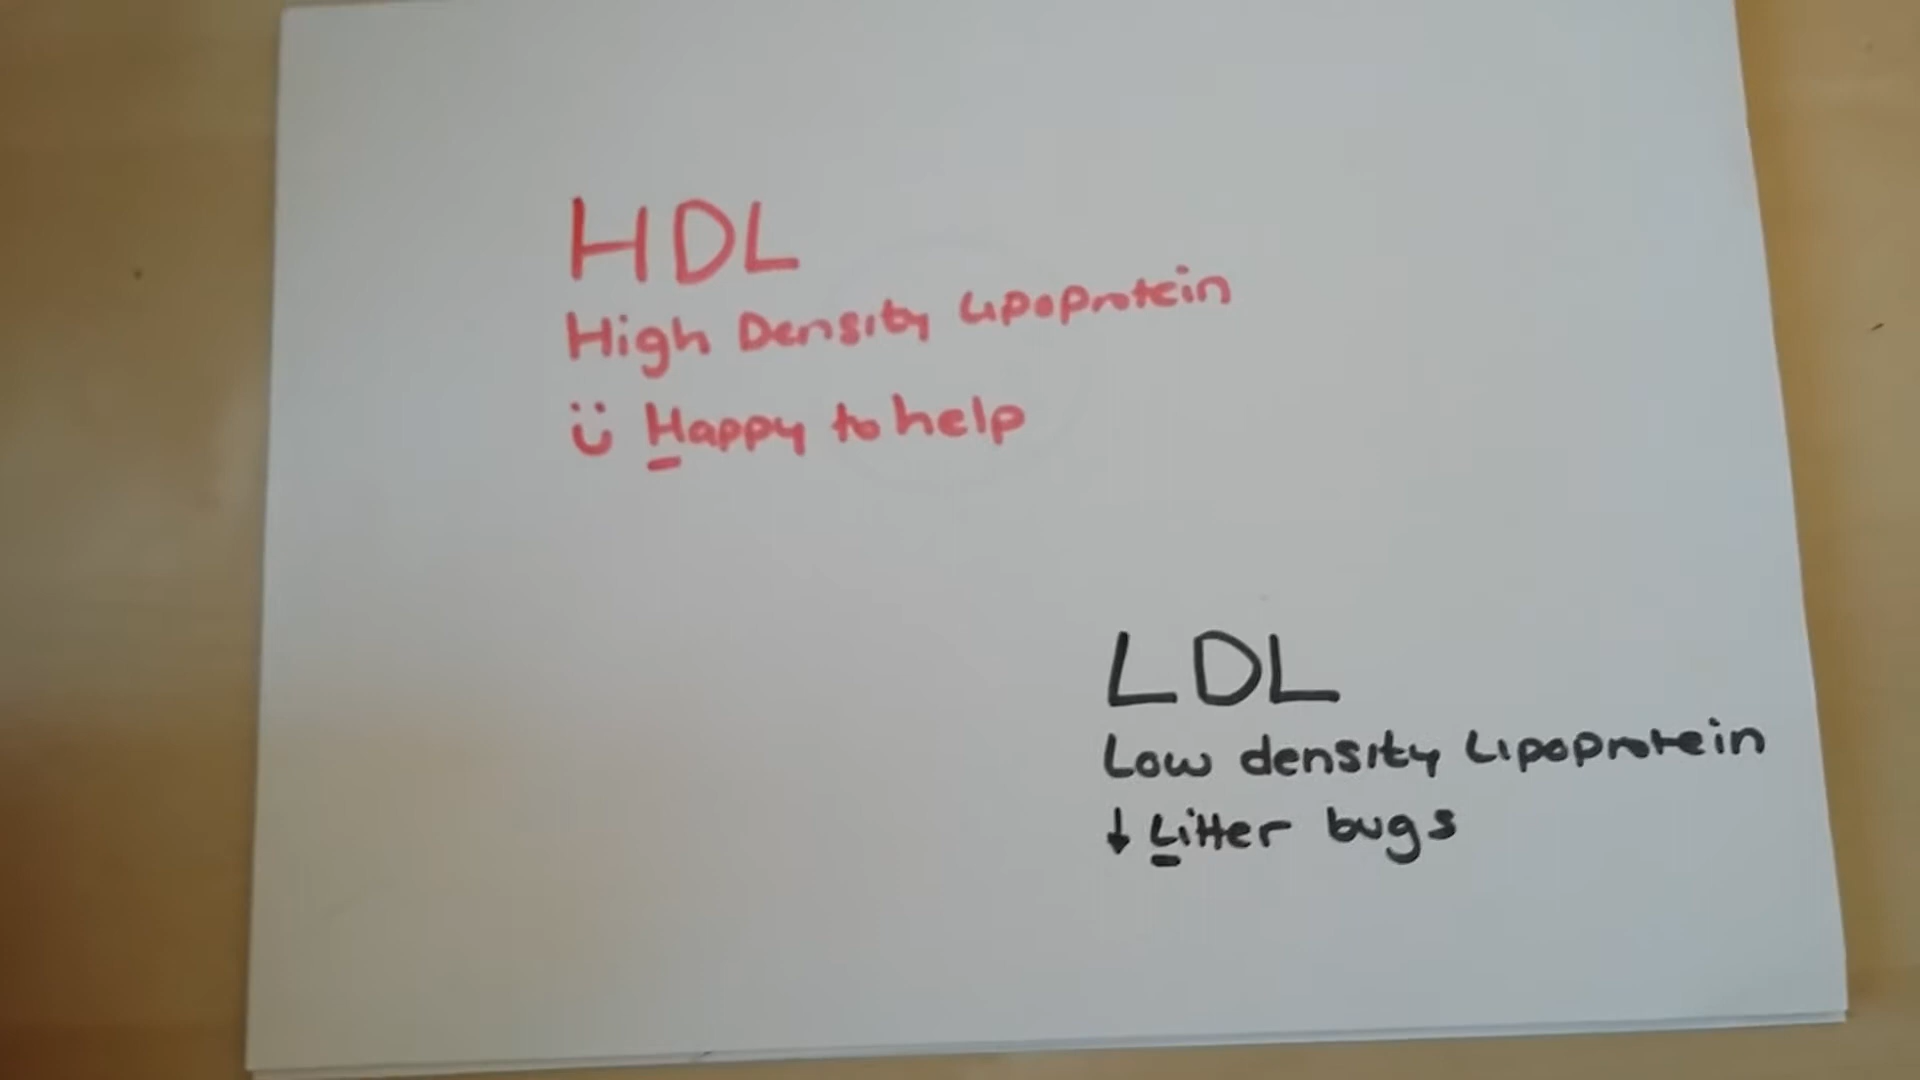 HDL
High Density Lipoprotein
Happy to help
LDL
Low density Lipoprotein
↓ Litter bugs